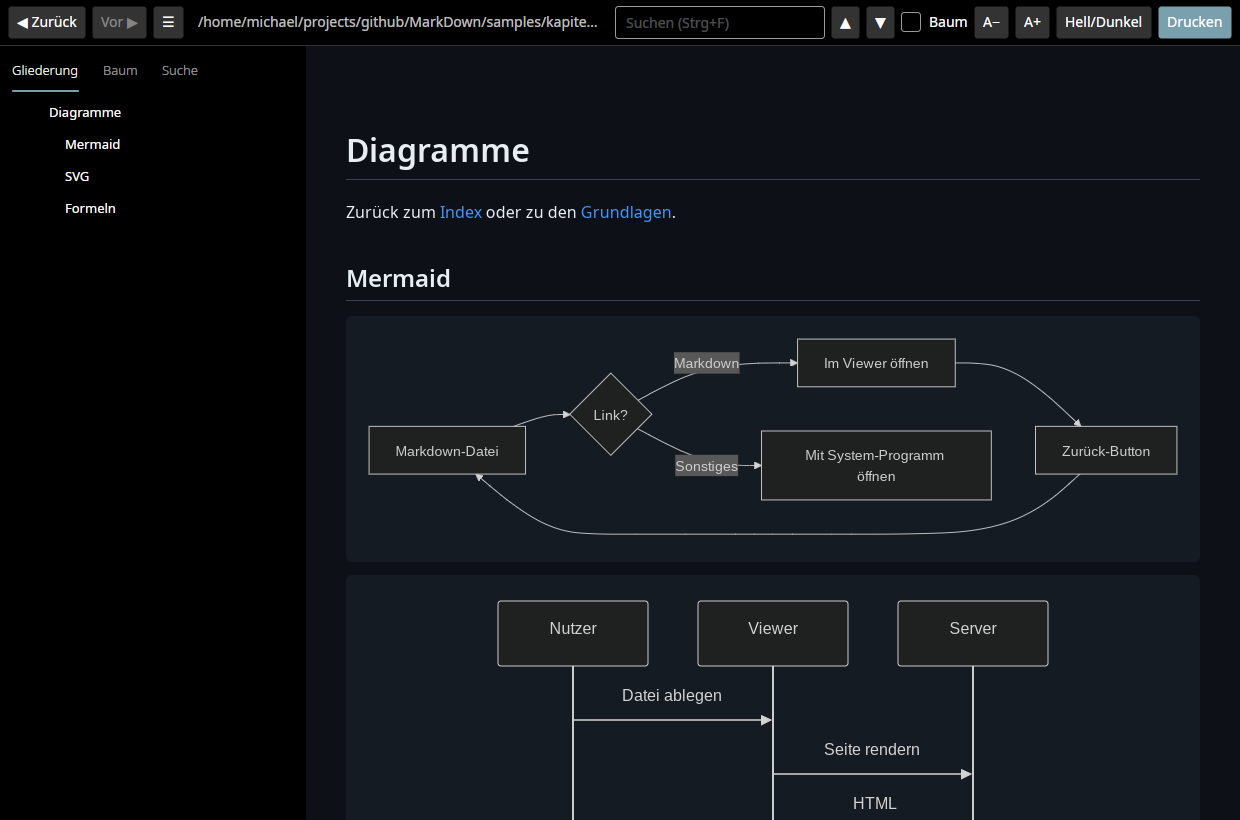 ◀ Zurück Vor ▶ ☰ /home/michael/projects/github/MarkDown/samples/kapite... Suchen (Strg+F) ▲ ▼ Baum A− A+ Hell/Dunkel Drucken
Gliederung Baum Suche
Diagramme
Mermaid
SVG
Formeln
Diagramme
Zurück zum Index oder zu den Grundlagen.
Mermaid
Markdown
Im Viewer öffnen
Link?
Markdown-Datei
Sonstiges
Mit System-Programm
öffnen
Zurück-Button
Nutzer Viewer Server
Datei ablegen
Seite rendern
HTML